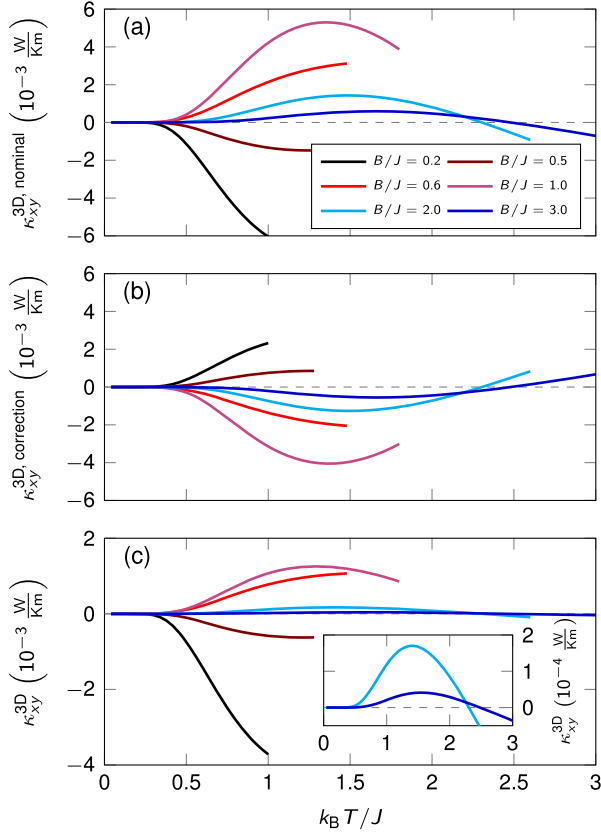 (a)
6
4
2
0
−2
−4
−6
κ_xy^{3D, nominal} (10^{−3} W/Km)
B/J = 0.2
B/J = 0.5
B/J = 0.6
B/J = 1.0
B/J = 2.0
B/J = 3.0
(b)
6
4
2
0
−2
−4
−6
κ_xy^{3D, correction} (10^{−3} W/Km)
(c)
2
0
−2
−4
κ_xy^{3D} (10^{−3} W/Km)
2
1
0
κ_xy^{3D} (10^{−4} W/Km)
0 1 2 3
0 0.5 1 1.5 2 2.5 3
k_B T/J